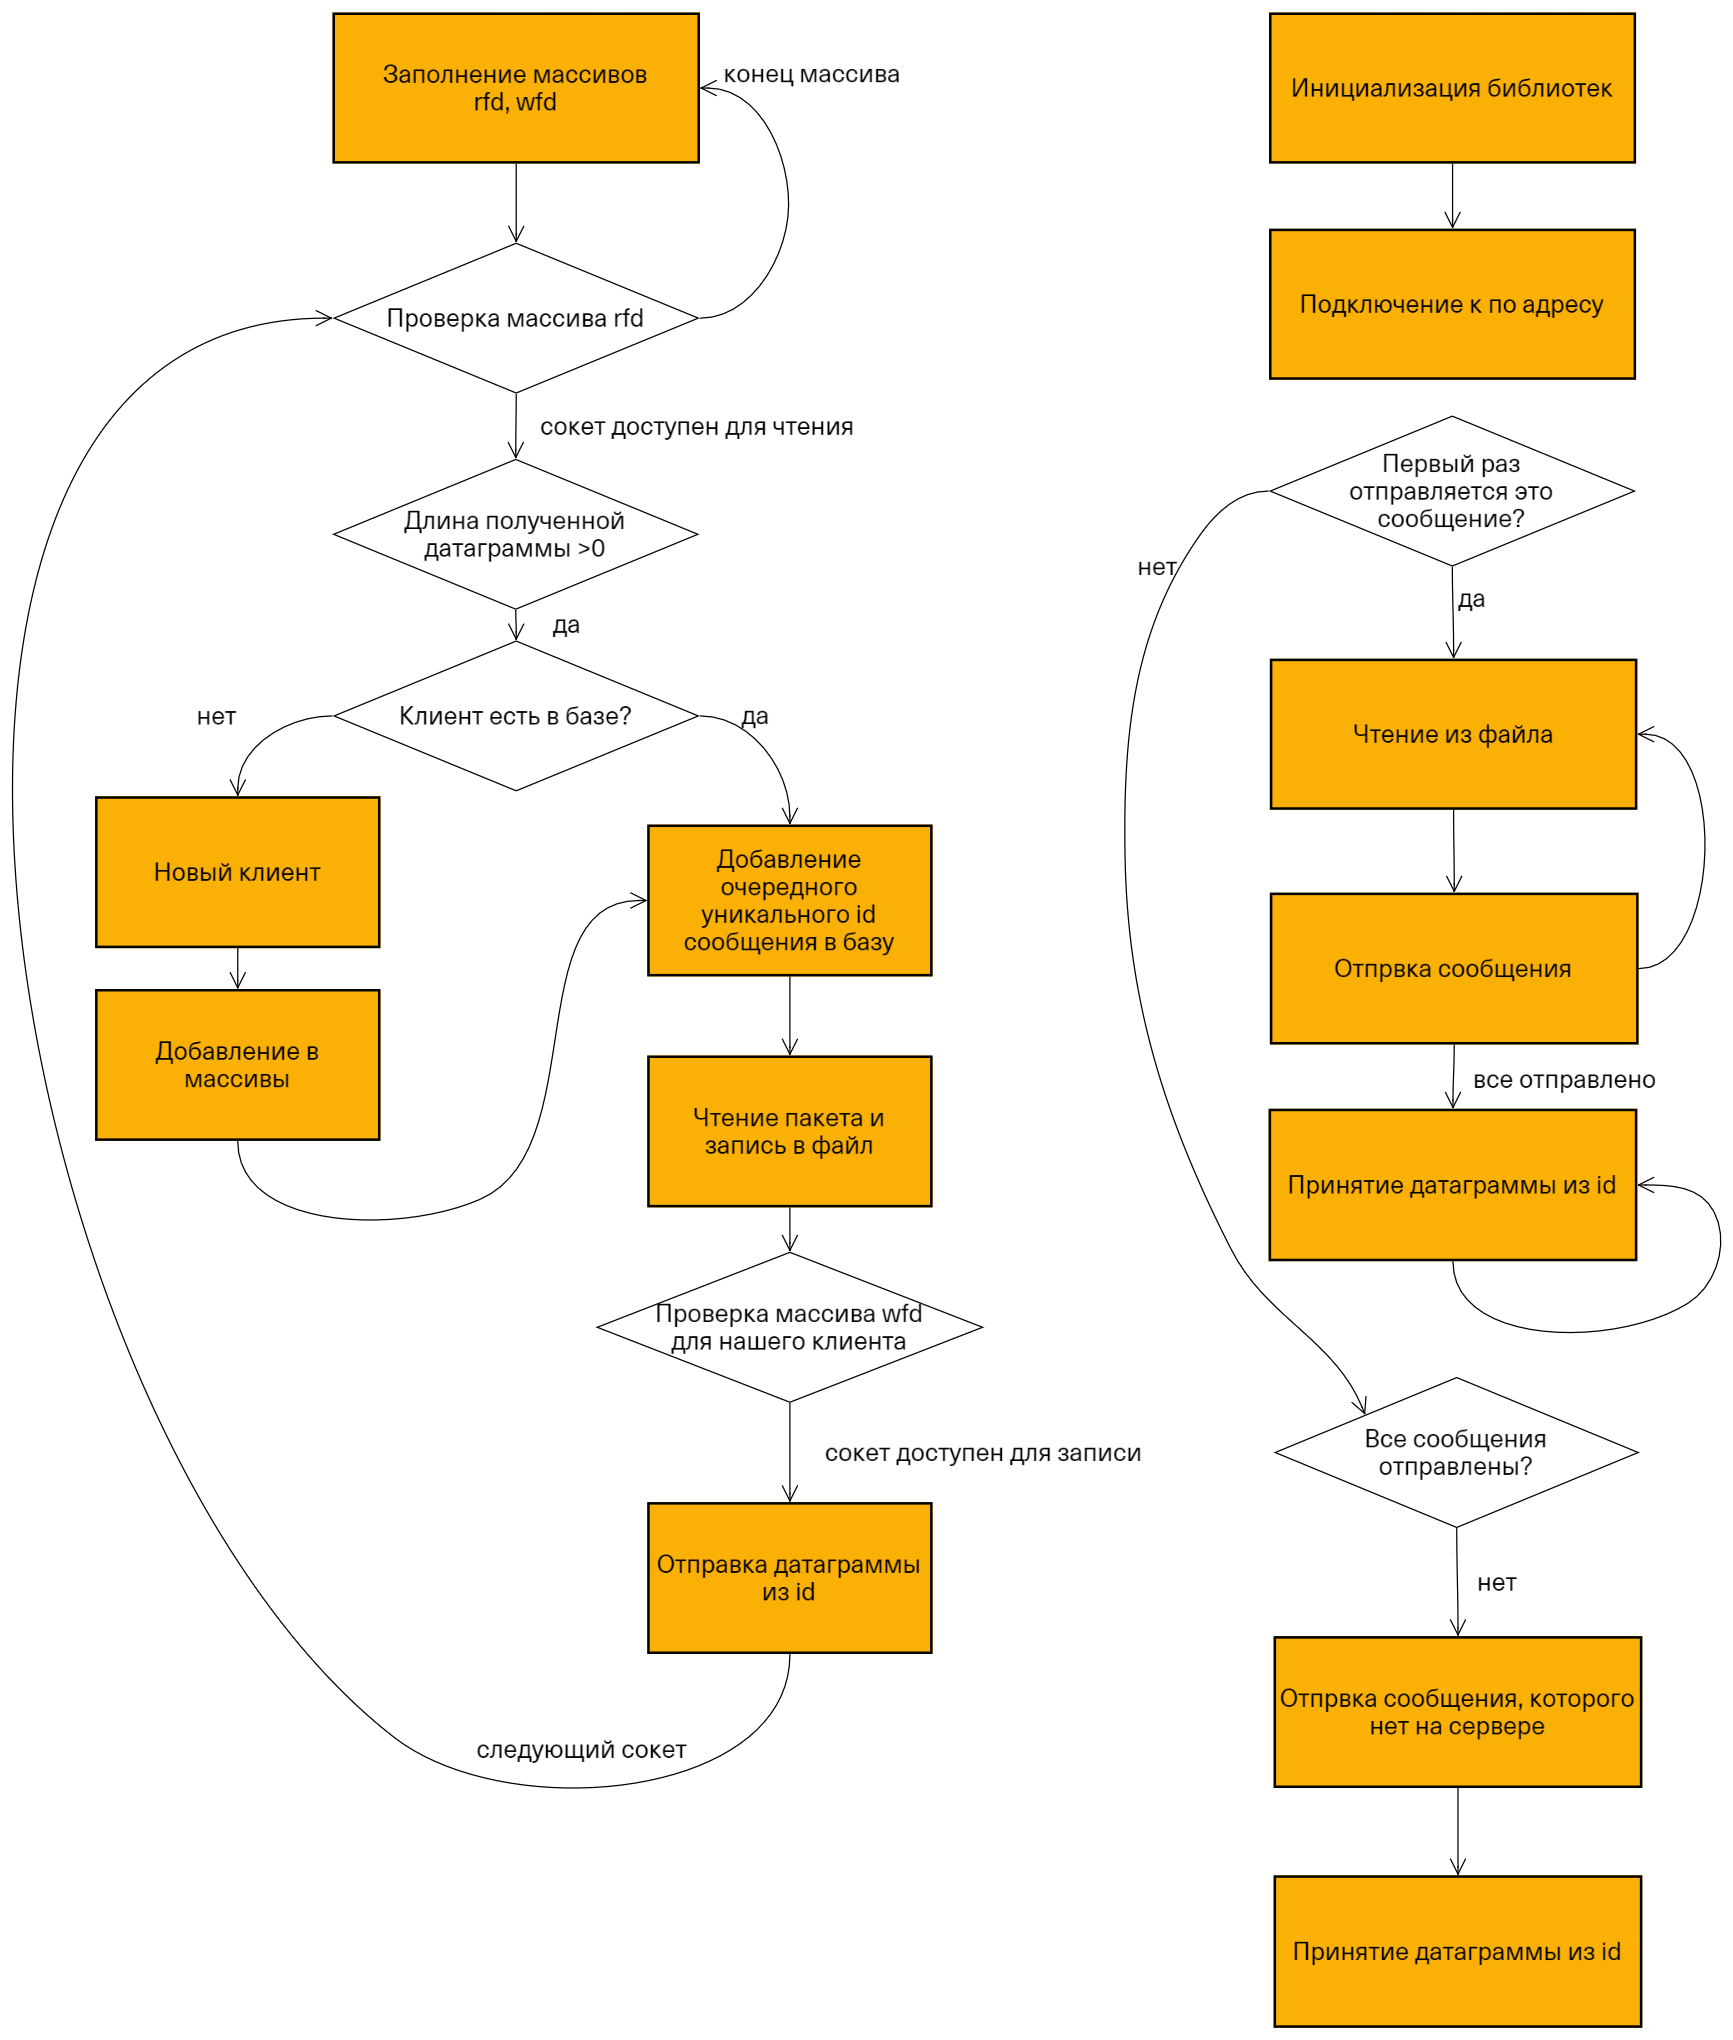 Заполнение массивов
rfd, wfd
конец массива
Проверка массива rfd
сокет доступен для чтения
Длина полученной
датаграммы >0
да
Клиент есть в базе?
нет
да
Новый клиент
Добавление в
массивы
Добавление
очередного
уникального id
сообщения в базу
Чтение пакета и
запись в файл
Проверка массива wfd
для нашего клиента
сокет доступен для записи
Отправка датаграммы
из id
следующий сокет
Инициализация библиотек
Подключение к по адресу
Первый раз
отправляется это
сообщение?
нет
да
Чтение из файла
Отпрвка сообщения
все отправлено
Принятие датаграммы из id
Все сообщения
отправлены?
нет
Отпрвка сообщения, которого
нет на сервере
Принятие датаграммы из id